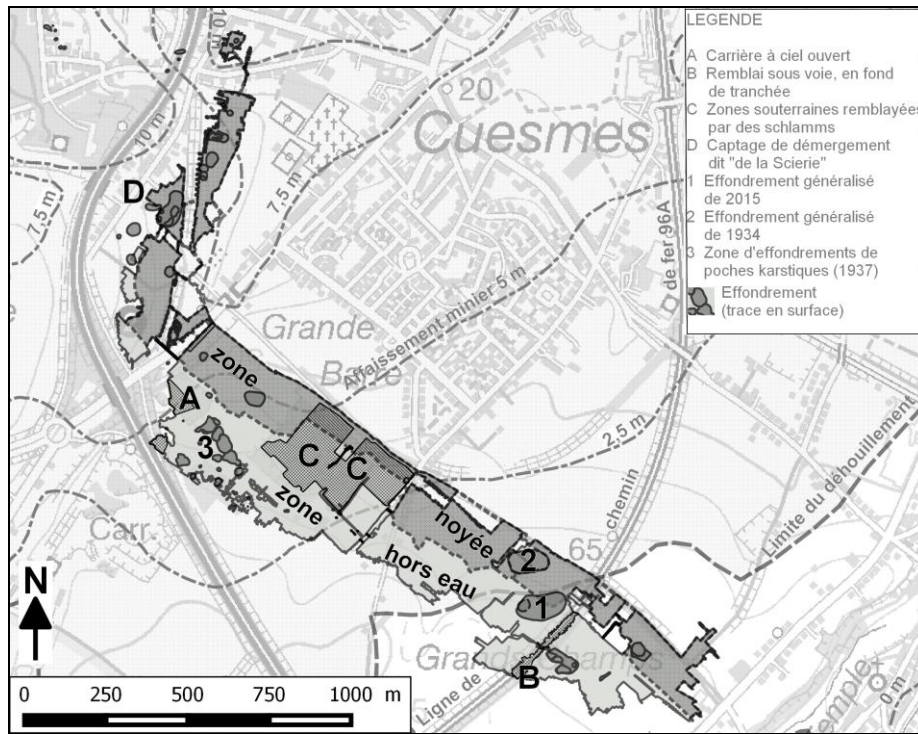 LEGENDE
A Carrière à ciel ouvert
B Remblai sous voie, en fond
de tranchée
C Zones souterraines remblayées
par des schlamms
D Captage de démergement
dit "de la Scierie"
1 Effondrement généralisé
de 2015
2 Effondrement généralisé
de 1934
3 Zone d'effondrements de
poches karstiques (1937)
Effondrement
(trace en surface)
10 m
20
Cuesmes
10 m
7,5 m
D
7,5 m
de fer 96A
Affaissement minier 5 m
Grande
zone
A
3
C
C
2,5 m
zone
noyée
hors eau
Carr.
65
chemin
Limite du déhouillement
2
1
Grands Champs
B
Ligne de
0 m
N
0 250 500 750 1000 m